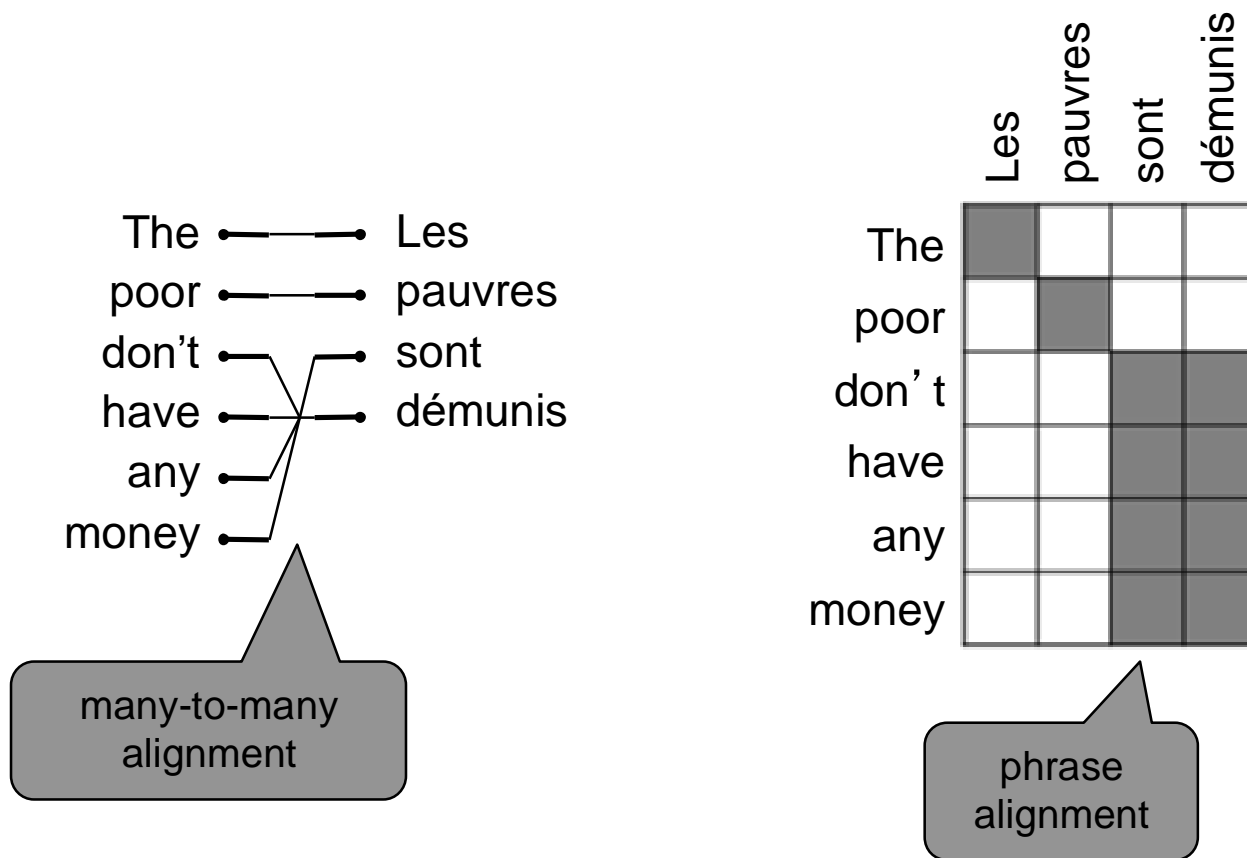 The Les
poor pauvres
don't sont
have démunis
any
money
many-to-many
alignment
Les pauvres sont démunis
The
poor
don’ t
have
any
money
phrase
alignment